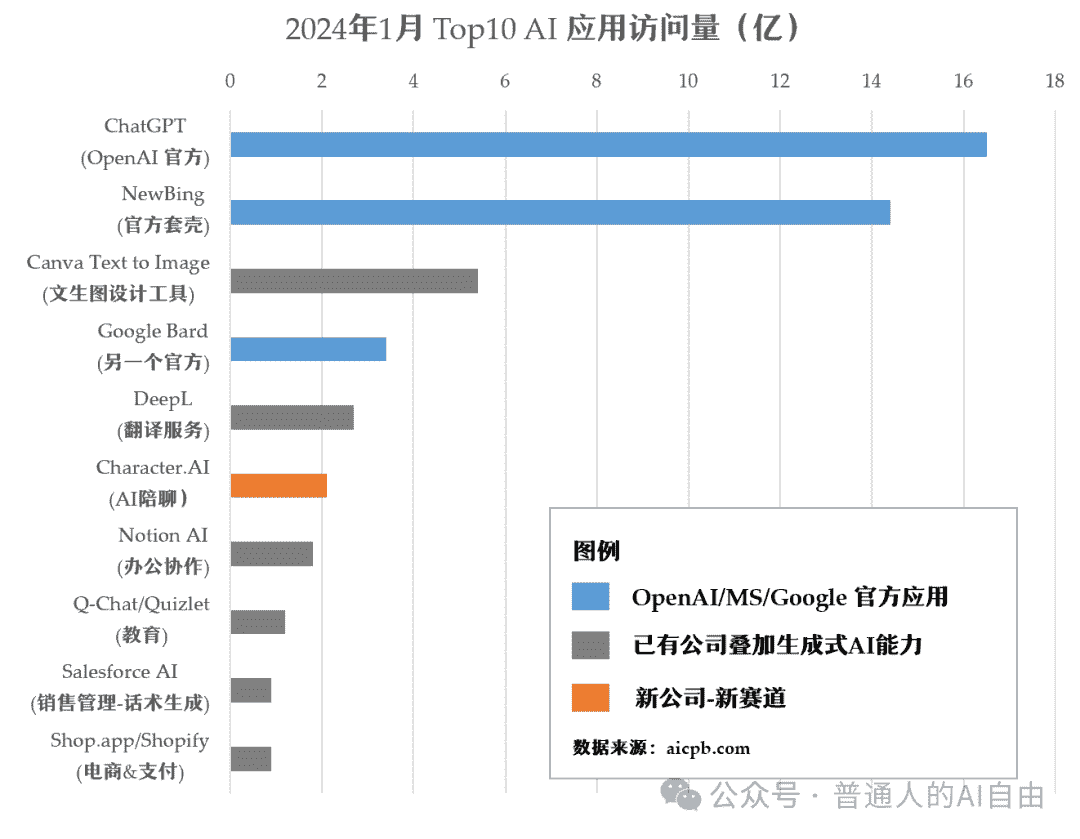 2024年1月 Top10 AI 应用访问量（亿）
0 2 4 6 8 10 12 14 16 18
ChatGPT
(OpenAI 官方)
NewBing
(官方套壳)
Canva Text to Image
(文生图设计工具)
Google Bard
(另一个官方)
DeepL
(翻译服务)
Character.AI
(AI陪聊）
Notion AI
(办公协作)
Q-Chat/Quizlet
(教育)
Salesforce AI
(销售管理-话术生成)
Shop.app/Shopify
(电商&支付)
图例
OpenAI/MS/Google 官方应用
已有公司叠加生成式AI能力
新公司-新赛道
数据来源：aicpb.com
公众号 · 普通人的AI自由